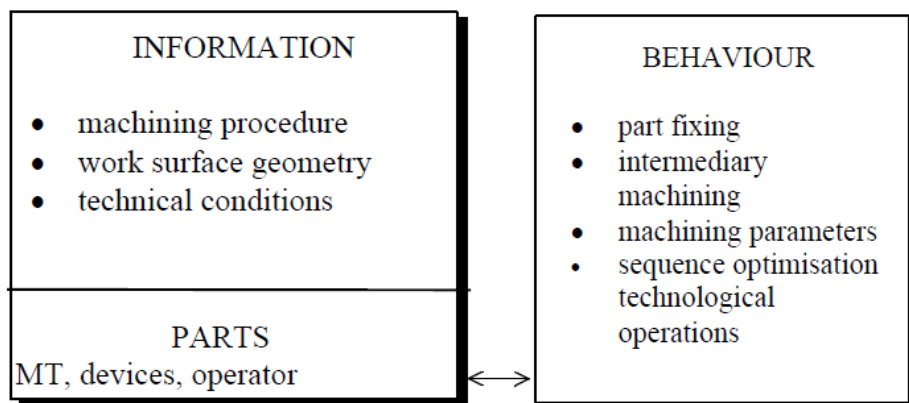 INFORMATION
• machining procedure
• work surface geometry
• technical conditions
PARTS
MT, devices, operator
BEHAVIOUR
• part fixing
• intermediary
machining
• machining parameters
• sequence optimisation
technological
operations